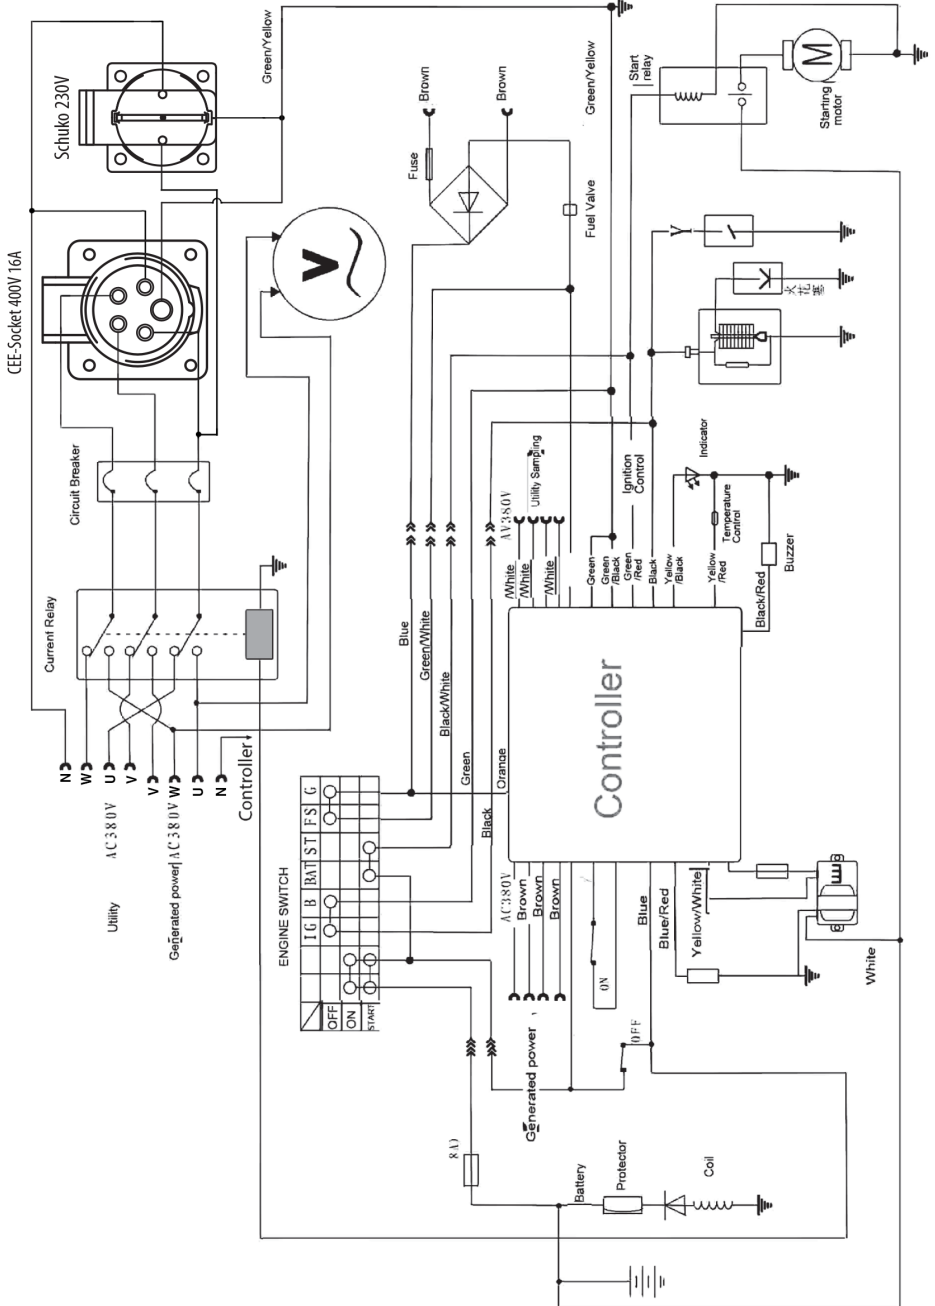 Schuko 230V
Green/Yellow
CEE-Socket 400V 16A
Brown
Brown
Fuse
Green/Yellow
Fuel Valve
Start
relay
M
Starting
motor
V
火花塞
Circuit Breaker
Current Relay
N
W
U
V
V
W
U
N
Controller
AC380V
Utility
AC380V
Generated power
AV380V
Utility Sampling
/White
/White
/White
Green
Green
/Black
Green
/Red
Ignition
Control
Black
Yellow
/Black
Indicator
Yellow
/Red
Temperature
Control
Black/Red
Buzzer
Blue
Green/White
Black/White
Green
Orange
Black
Controller
ENGINE SWITCH
IG B BAT ST FS G
OFF
ON
START
AC380V
Brown
Brown
Brown
Generated power
ON
OFF
Blue
Blue/Red
Yellow/White
White
Battery
Protector
Coil